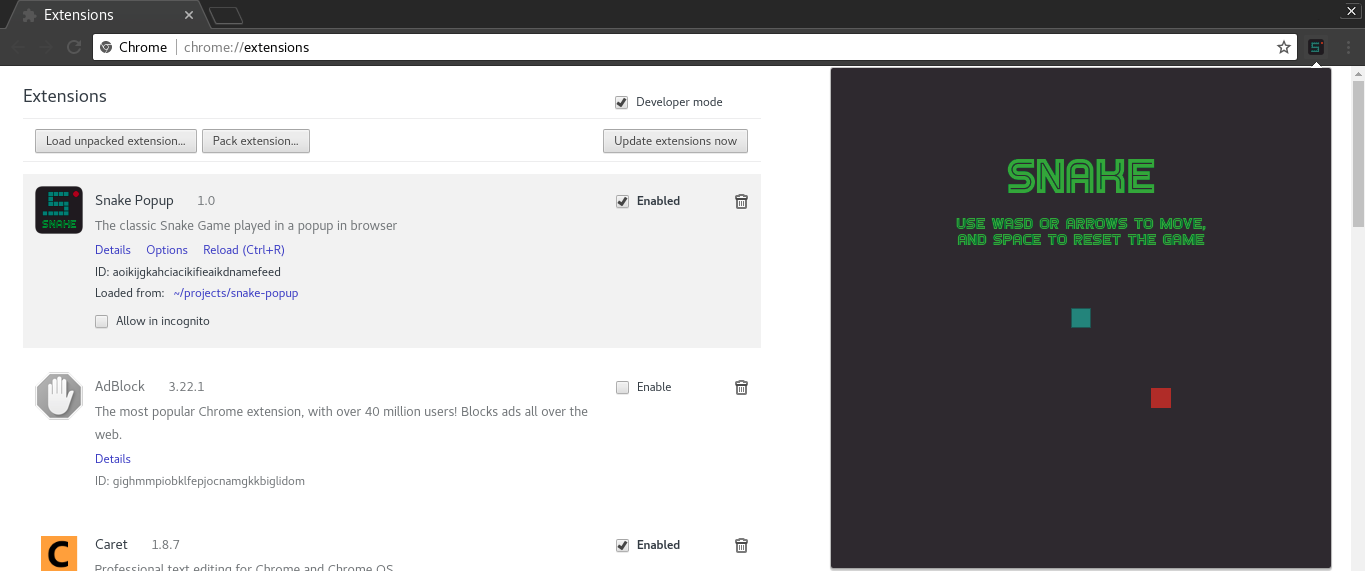 Extensions
Chrome chrome://extensions
Extensions
Developer mode
Load unpacked extension... Pack extension... Update extensions now
SNAKE
Snake Popup 1.0 Enabled
The classic Snake Game played in a popup in browser
Details Options Reload (Ctrl+R)
ID: aoikijgkahciacikifieaikdnamefeed
Loaded from: ~/projects/snake-popup
Allow in incognito
AdBlock 3.22.1 Enable
The most popular Chrome extension, with over 40 million users! Blocks ads all over the
web.
Details
ID: gighmmpiobklfepjocnamgkkbiglidom
C
Caret 1.8.7 Enabled
Professional text editing for Chrome and Chrome OS
SNAKE
USE WASD OR ARROWS TO MOVE,
AND SPACE TO RESET THE GAME